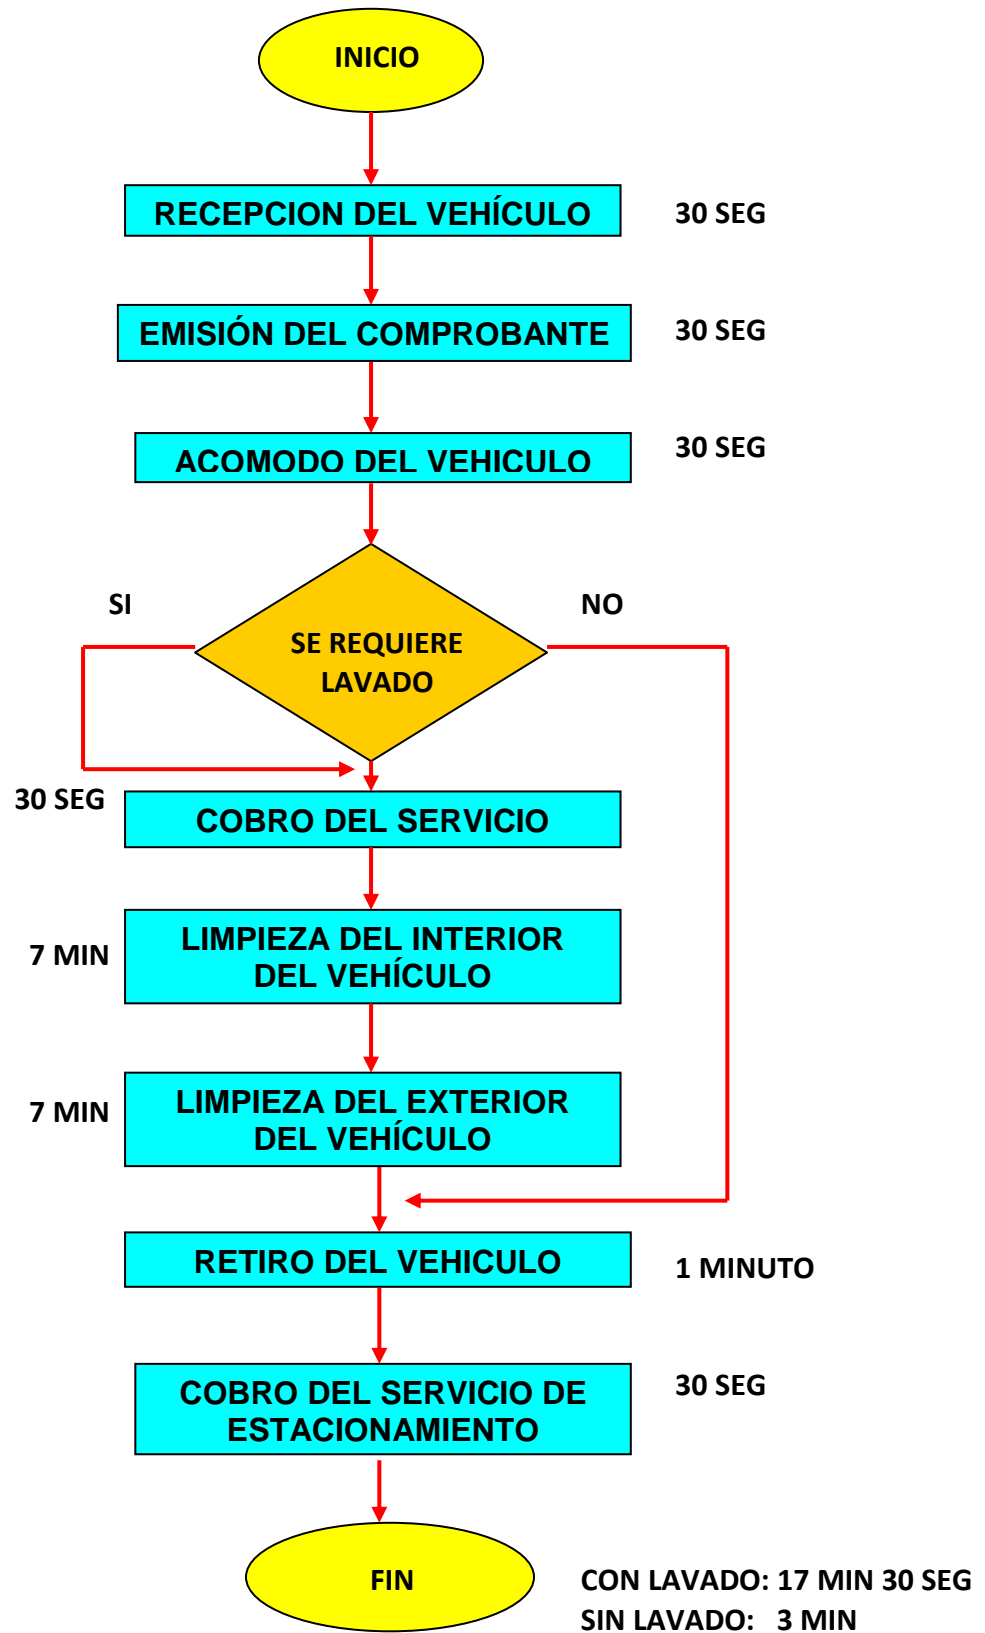 INICIO
RECEPCION DEL VEHÍCULO
30 SEG
EMISIÓN DEL COMPROBANTE
30 SEG
ACOMODO DEL VEHICULO
30 SEG
SI
NO
SE REQUIERE
LAVADO
30 SEG
COBRO DEL SERVICIO
7 MIN
LIMPIEZA DEL INTERIOR
DEL VEHÍCULO
7 MIN
LIMPIEZA DEL EXTERIOR
DEL VEHÍCULO
RETIRO DEL VEHICULO
1 MINUTO
COBRO DEL SERVICIO DE
ESTACIONAMIENTO
30 SEG
FIN
CON LAVADO: 17 MIN 30 SEG
SIN LAVADO: 3 MIN